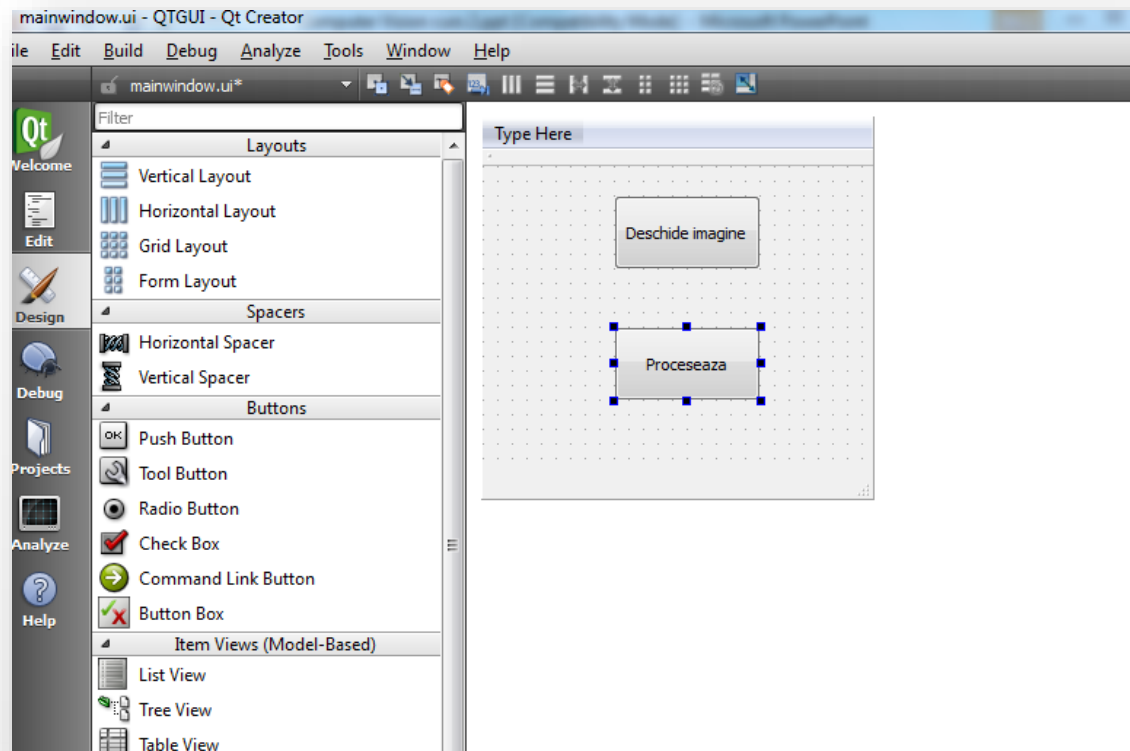 mainwindow.ui - QTGUI - Qt Creator
ile Edit Build Debug Analyze Tools Window Help
mainwindow.ui*
Filter
Layouts
Vertical Layout
Horizontal Layout
Grid Layout
Form Layout
Spacers
Horizontal Spacer
Vertical Spacer
Buttons
Push Button
OK
Tool Button
Radio Button
Check Box
Command Link Button
Button Box
Item Views (Model-Based)
List View
Tree View
Table View
Qt
Welcome
Edit
Design
Debug
Projects
Analyze
Help
Type Here
Deschide imagine
Proceseaza